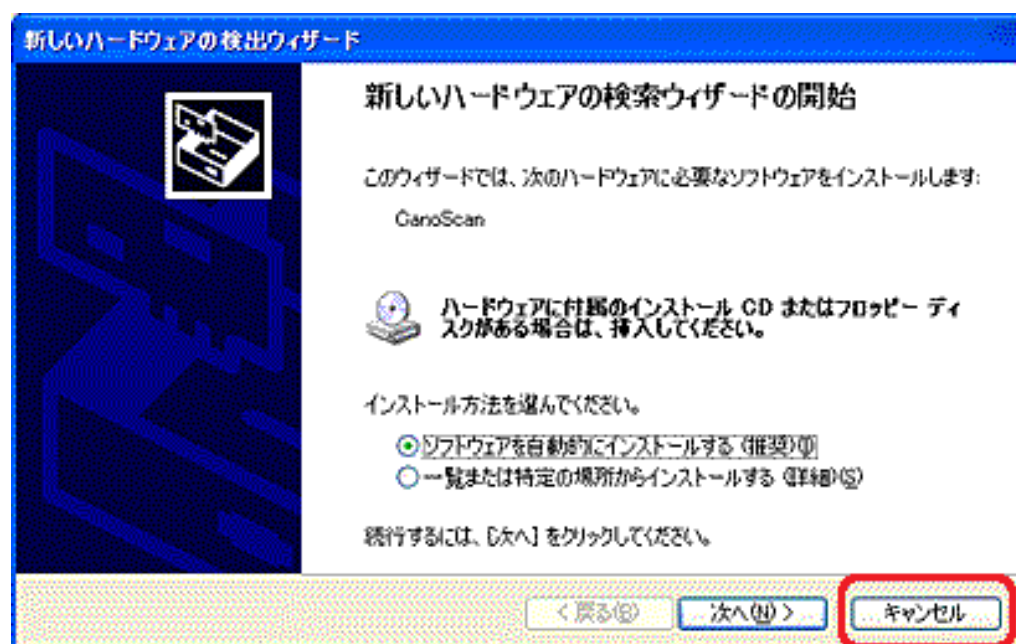 新しいハードウェアの検出ウィザード
新しいハードウェアの検索ウィザードの開始
このウィザードでは、次のハードウェアに必要なソフトウェアをインストールします:
CanoScan
ハードウェアに付属のインストール CD またはフロッピー ディ
スクがある場合は、挿入してください。
インストール方法を選んでください。
ソフトウェアを自動的にインストールする (推奨)(I)
一覧または特定の場所からインストールする (詳細)(S)
続行するには、[次へ] をクリックしてください。
< 戻る(B)
次へ(N) >
キャンセル